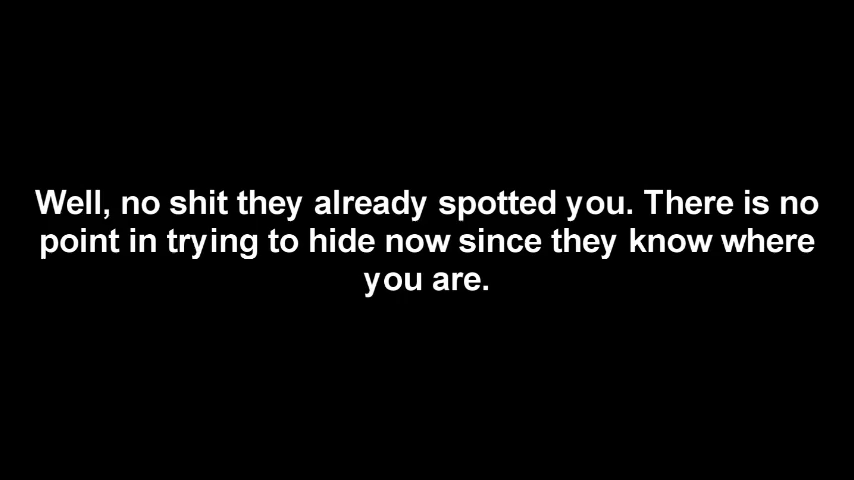 Well, no shit they already spotted you. There is no
point in trying to hide now since they know where
you are.